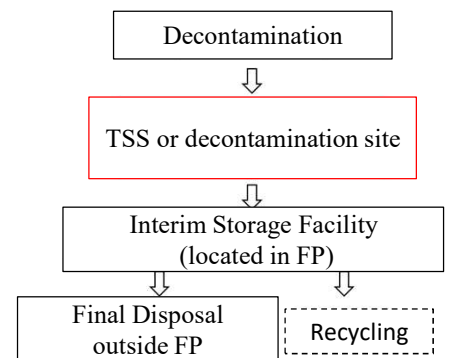 Decontamination
TSS or decontamination site
Interim Storage Facility
(located in FP)
Final Disposal
outside FP
Recycling